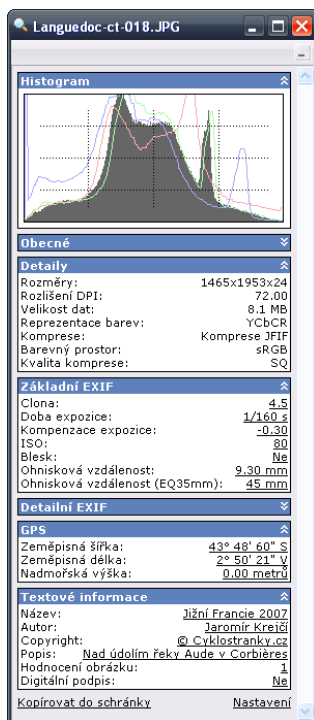 Languedoc-ct-018.JPG
Histogram
Obecné
Detaily
Rozměry: 1465x1953x24
Rozlišení DPI: 72.00
Velikost dat: 8.1 MB
Reprezentace barev: YCbCR
Komprese: Komprese JFIF
Barevný prostor: sRGB
Kvalita komprese: SQ
Základní EXIF
Clona: 4.5
Doba expozice: 1/160 s
Kompenzace expozice: -0.30
ISO: 80
Blesk: Ne
Ohnisková vzdálenost: 9.30 mm
Ohnisková vzdálenost (EQ35mm): 45 mm
Detailní EXIF
GPS
Zeměpisná šířka: 43° 48' 60" S
Zeměpisná délka: 2° 50' 21" V
Nadmořská výška: 0.00 metrů
Textové informace
Název: Jižní Francie 2007
Autor: Jaromír Krejčí
Copyright: © Cyklostranky.cz
Popis: Nad údolím řeky Aude v Corbières
Hodnocení obrázku: 1
Digitální podpis: Ne
Kopírovat do schránky Nastavení